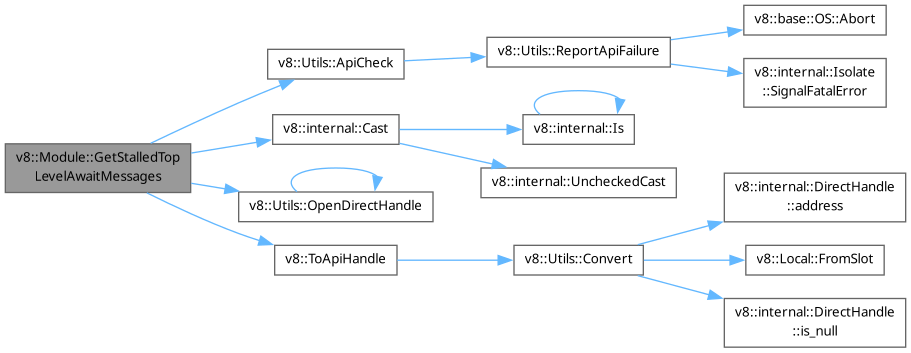 v8::Module::GetStalledTop
LevelAwaitMessages
v8::Utils::ApiCheck
v8::Utils::ReportApiFailure
v8::base::OS::Abort
v8::internal::Isolate
::SignalFatalError
v8::internal::Cast
v8::internal::Is
v8::internal::UncheckedCast
v8::Utils::OpenDirectHandle
v8::ToApiHandle
v8::Utils::Convert
v8::internal::DirectHandle
::address
v8::Local::FromSlot
v8::internal::DirectHandle
::is_null